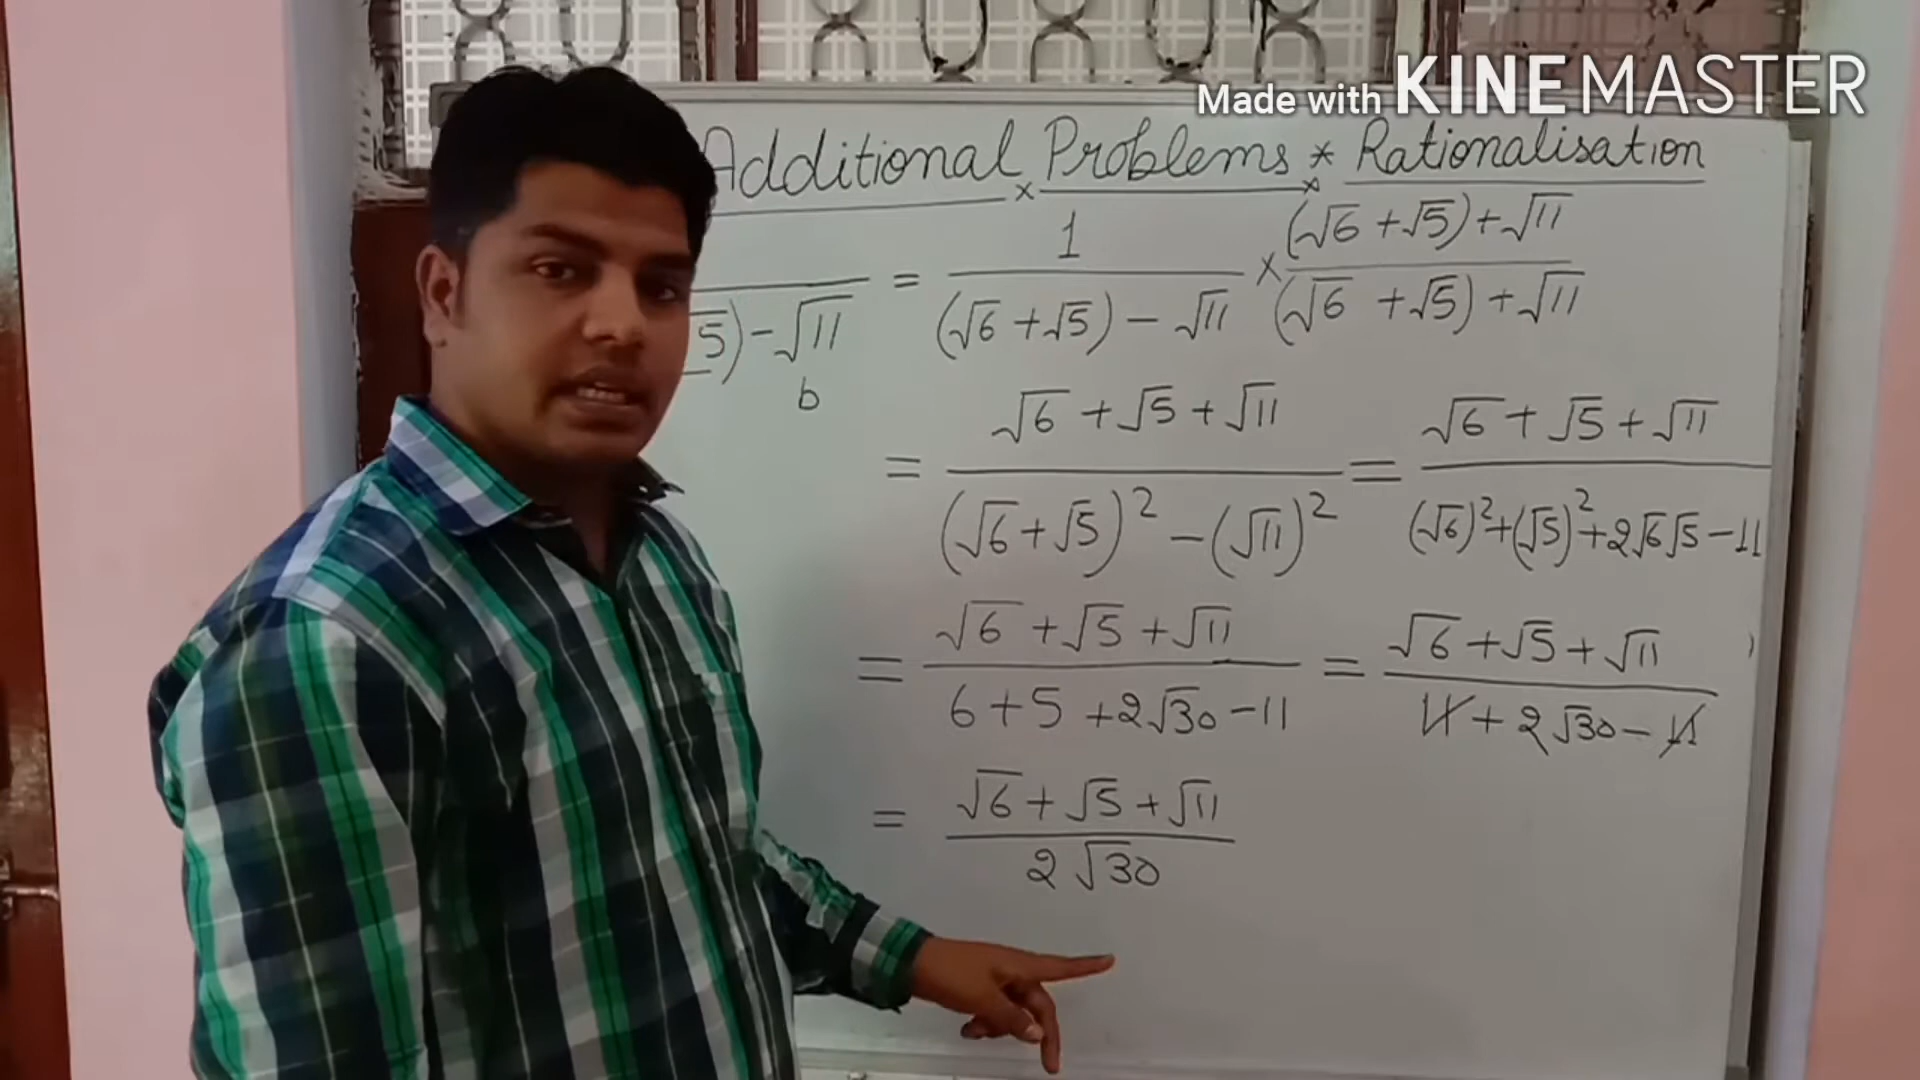 Made with KINEMASTER
Additional Problems * Rationalisation
5) - √11 = 1 / ((√6 + √5) - √11) × ((√6 + √5) + √11) / ((√6 + √5) + √11)
b
= (√6 + √5 + √11) / ((√6 + √5)² - (√11)²) = (√6 + √5 + √11) / ((√6)² + (√5)² + 2√6√5 - 11)
= (√6 + √5 + √11) / (6 + 5 + 2√30 - 11) = (√6 + √5 + √11) / (11 + 2√30 - 11)
= (√6 + √5 + √11) / (2√30)